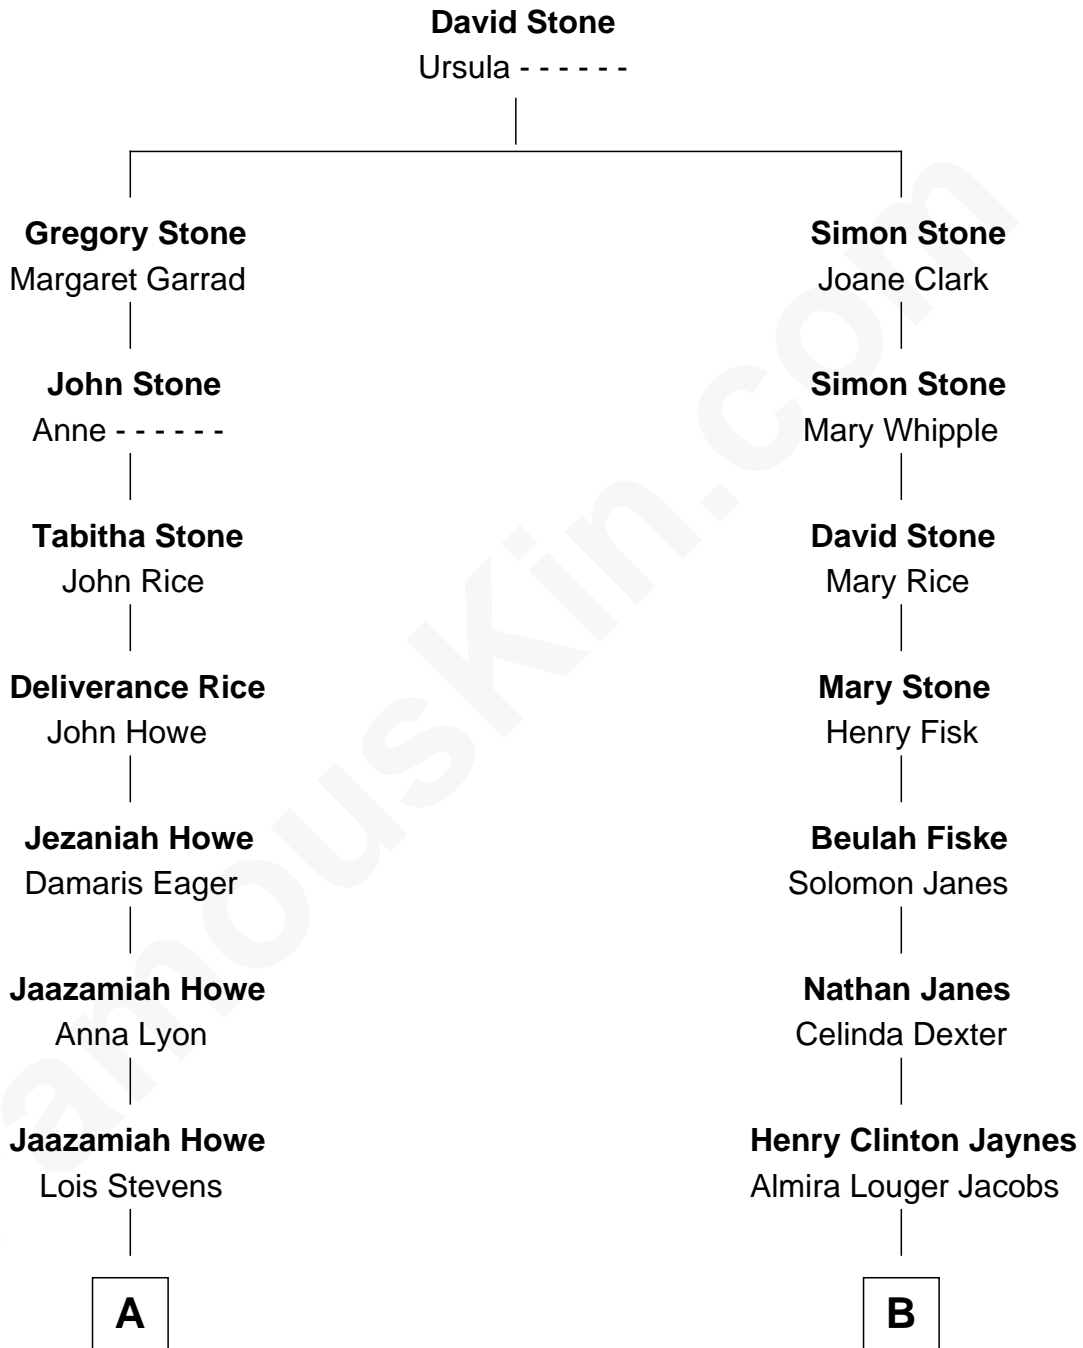 David Stone
Ursula - - - - - -
Gregory Stone
Margaret Garrad
Simon Stone
Joane Clark
John Stone
Anne - - - - - -
Simon Stone
Mary Whipple
Tabitha Stone
John Rice
David Stone
Mary Rice
Deliverance Rice
John Howe
Mary Stone
Henry Fisk
Jezaniah Howe
Damaris Eager
Beulah Fiske
Solomon Janes
Jaazamiah Howe
Anna Lyon
Nathan Janes
Celinda Dexter
Jaazamiah Howe
Lois Stevens
Henry Clinton Jaynes
Almira Louger Jacobs
A
B
amouskin.com